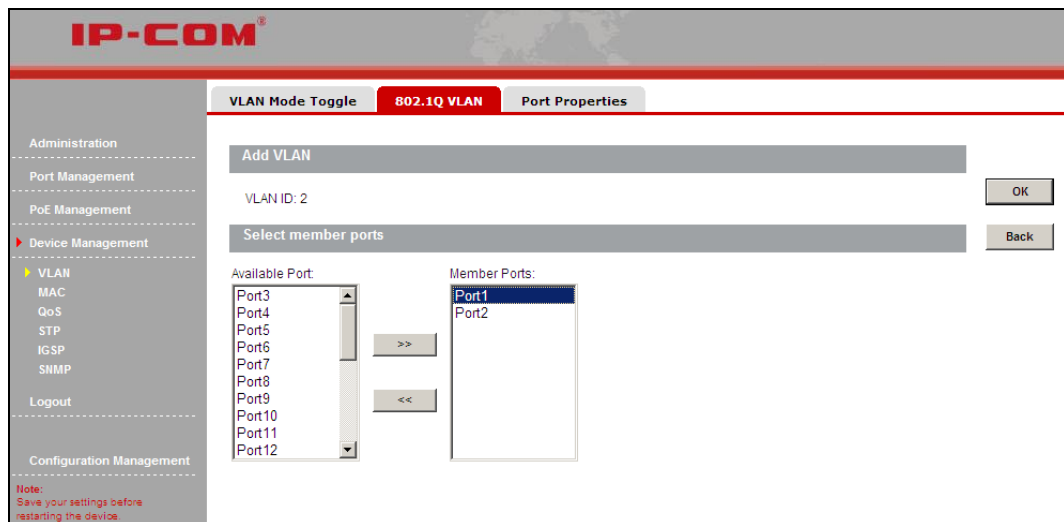 IP-COM®
VLAN Mode Toggle
802.1Q VLAN
Port Properties
Administration
Port Management
PoE Management
Device Management
VLAN
MAC
QoS
STP
IGSP
SNMP
Logout
Configuration Management
Note:
Save your settings before
restarting the device.
Add VLAN
VLAN ID: 2
OK
Select member ports
Back
Available Port:
Port3
Port4
Port5
Port6
Port7
Port8
Port9
Port10
Port11
Port12
>>
<<
Member Ports:
Port1
Port2